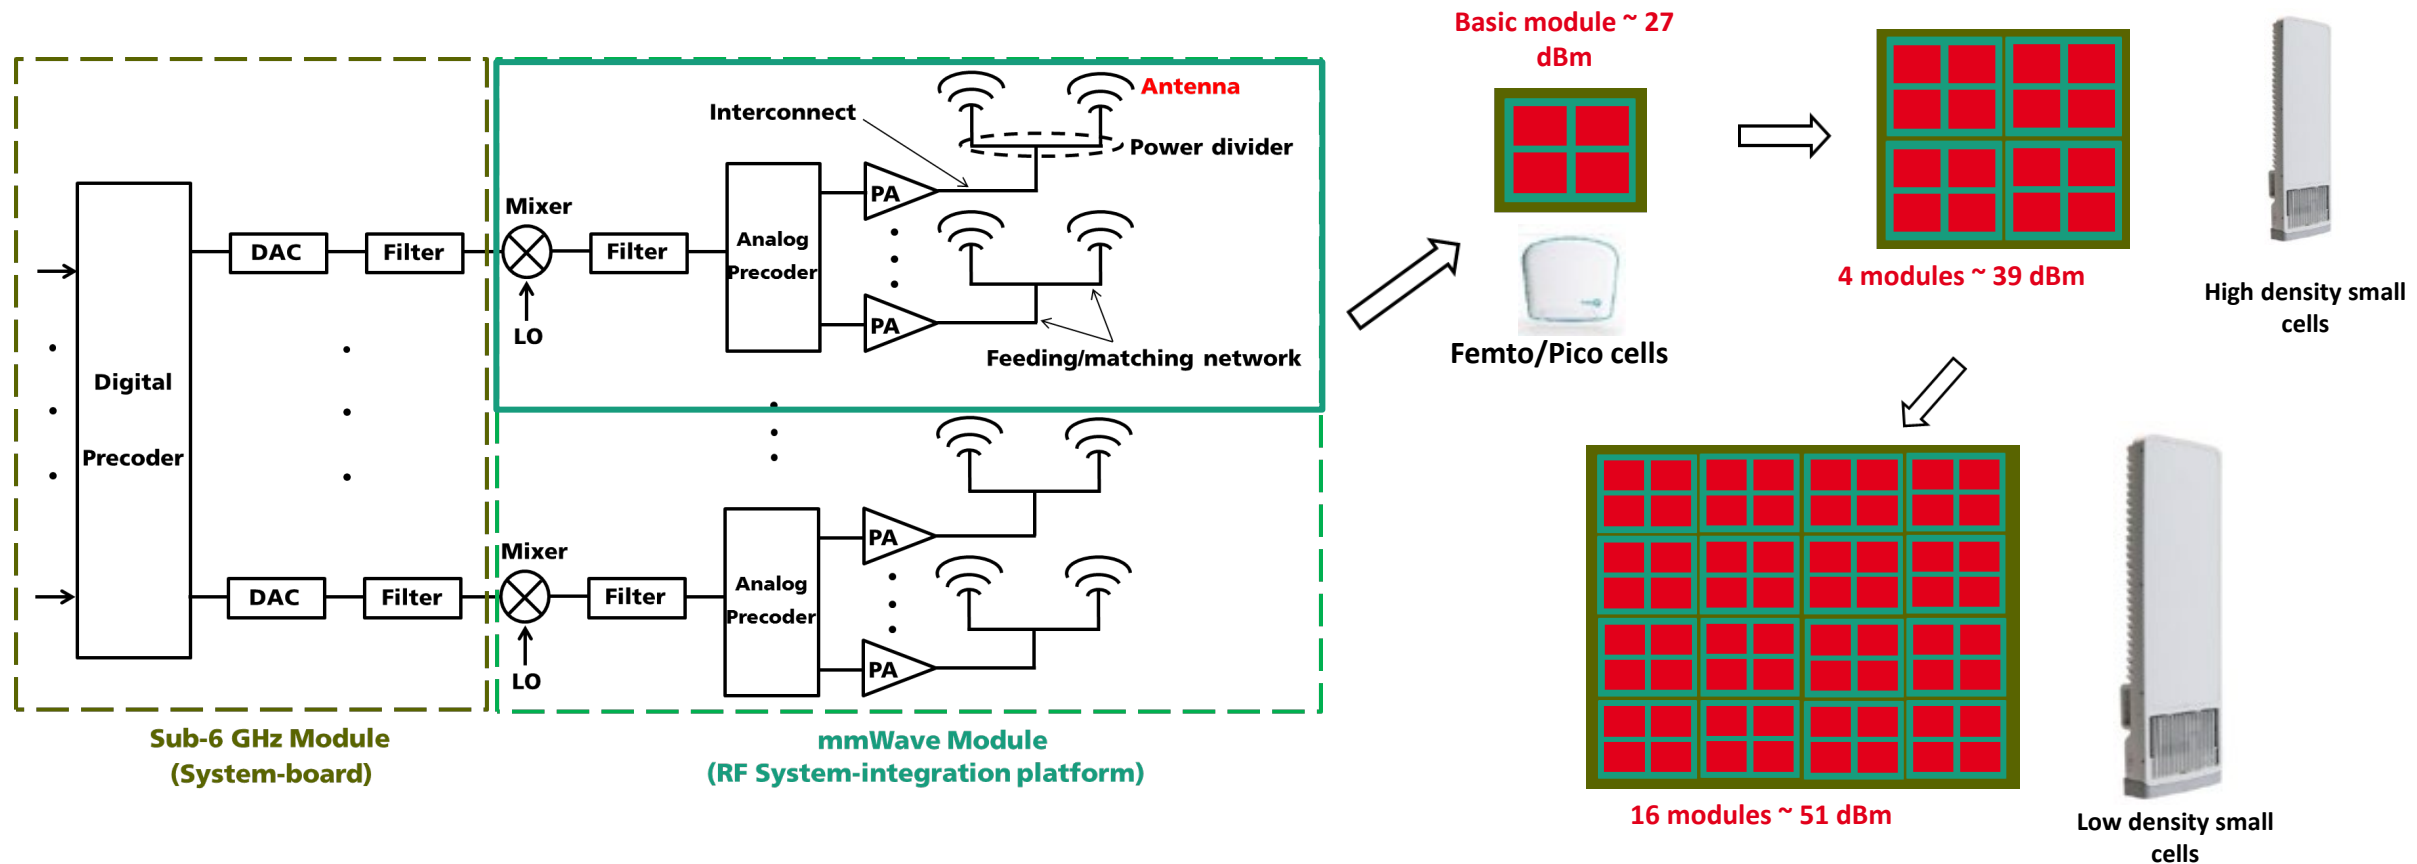 Basic module ~ 27
dBm
Antenna
Interconnect
Power divider
PA
Mixer
DAC
Filter
Filter
Analog
Precoder
LO
PA
Feeding/matching network
Digital
Precoder
Mixer
DAC
Filter
Filter
Analog
Precoder
PA
LO
PA
Sub-6 GHz Module
(System-board)
mmWave Module
(RF System-integration platform)
Femto/Pico cells
4 modules ~ 39 dBm
High density small
cells
16 modules ~ 51 dBm
Low density small
cells